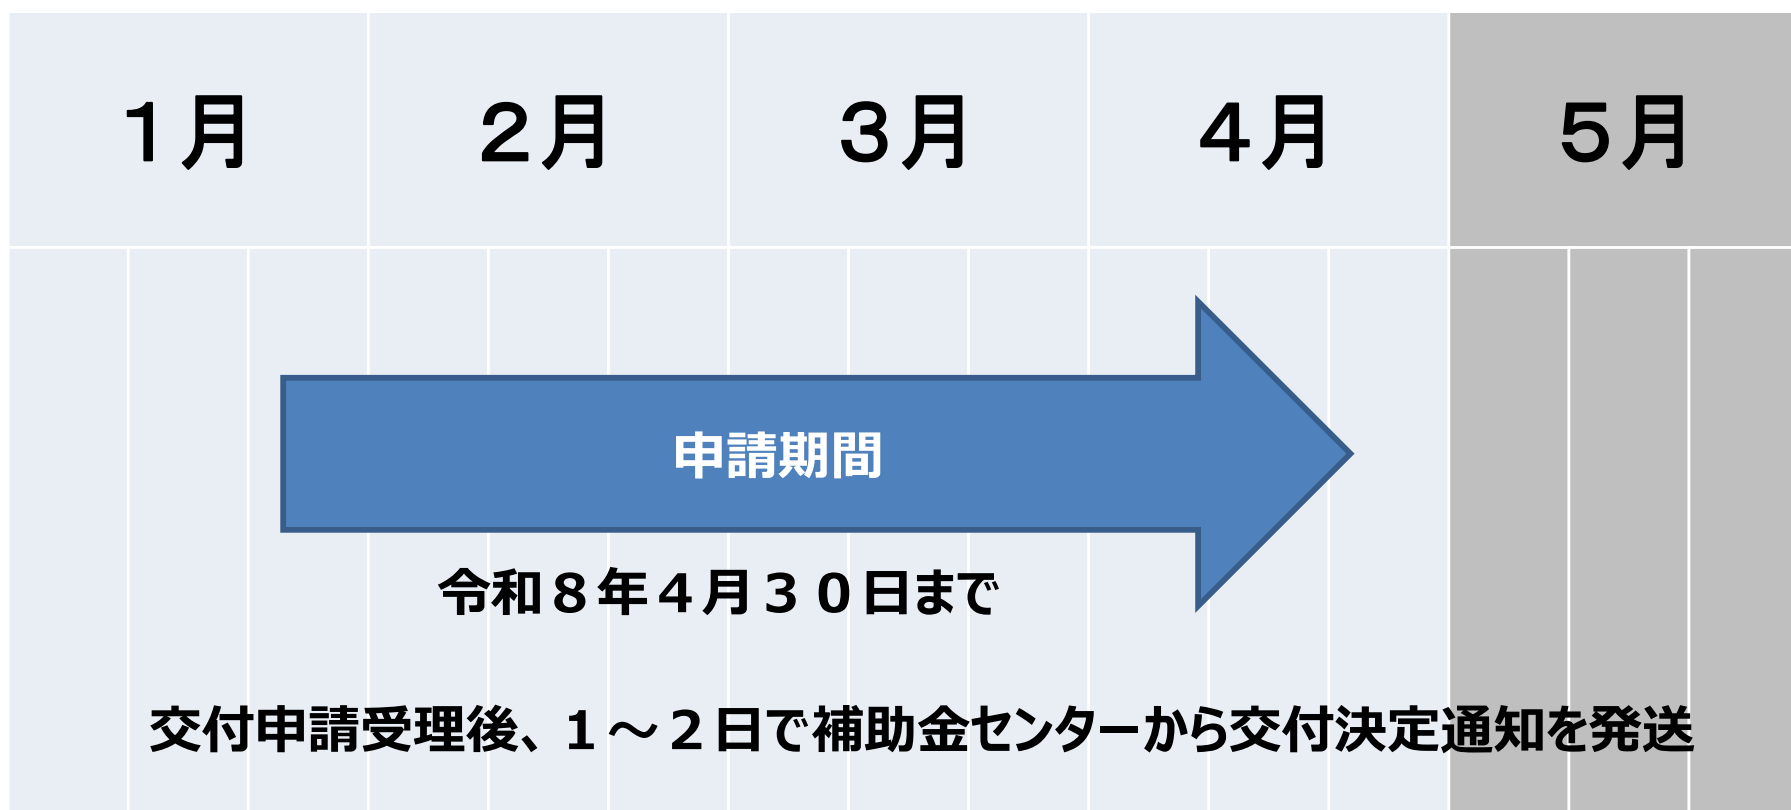 １月 ２月 ３月 ４月 ５月
申請期間
令和８年４月３０日まで
交付申請受理後、１～２日で補助金センターから交付決定通知を発送